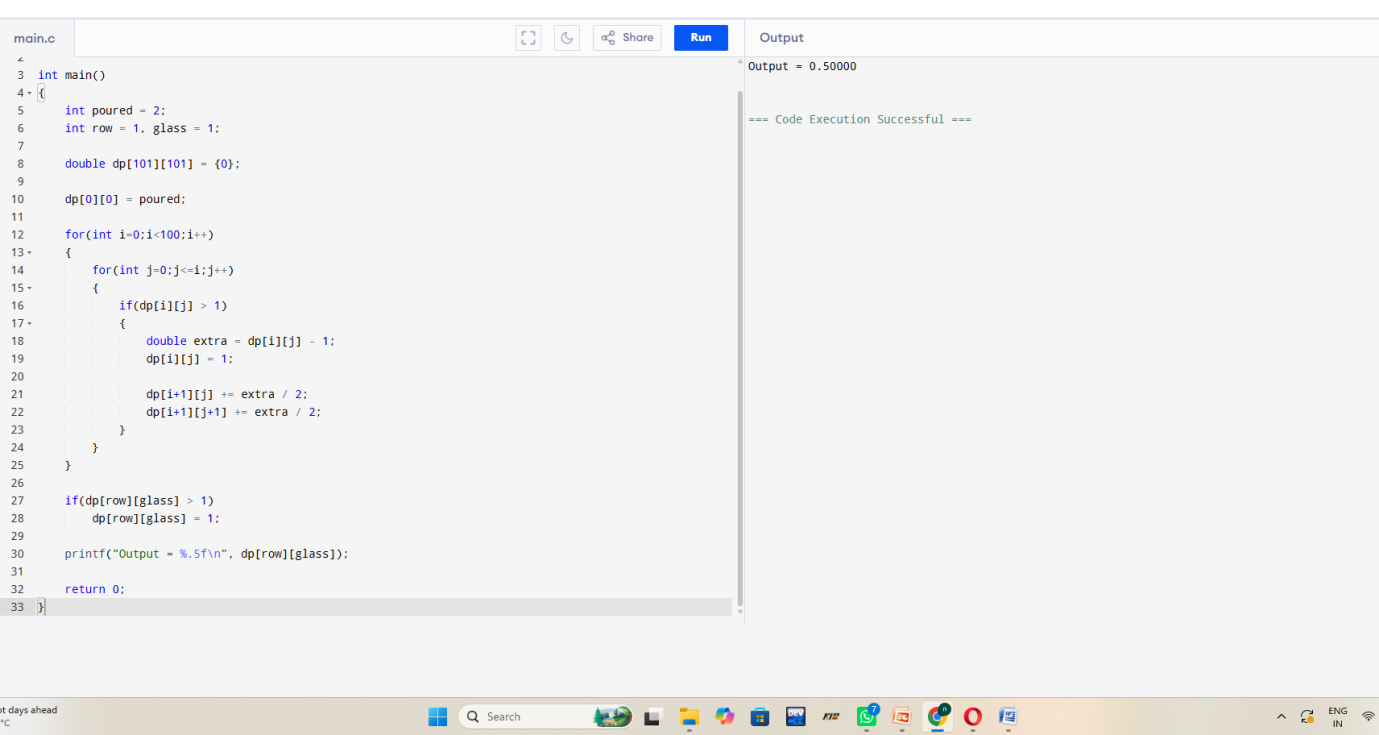 main.c
Share
Run
Output
2
3 int main()
4 {
5 int poured = 2;
6 int row = 1, glass = 1;
7
8 double dp[101][101] = {0};
9
10 dp[0][0] = poured;
11
12 for(int i=0;i<100;i++)
13 {
14 for(int j=0;j<=i;j++)
15 {
16 if(dp[i][j] > 1)
17 {
18 double extra = dp[i][j] - 1;
19 dp[i][j] = 1;
20
21 dp[i+1][j] += extra / 2;
22 dp[i+1][j+1] += extra / 2;
23 }
24 }
25 }
26
27 if(dp[row][glass] > 1)
28 dp[row][glass] = 1;
29
30 printf("Output = %.5f\n", dp[row][glass]);
31
32 return 0;
33 }
Output = 0.50000
=== Code Execution Successful ===
ot days ahead
°C
Search
DEV
7
n
ENG
IN